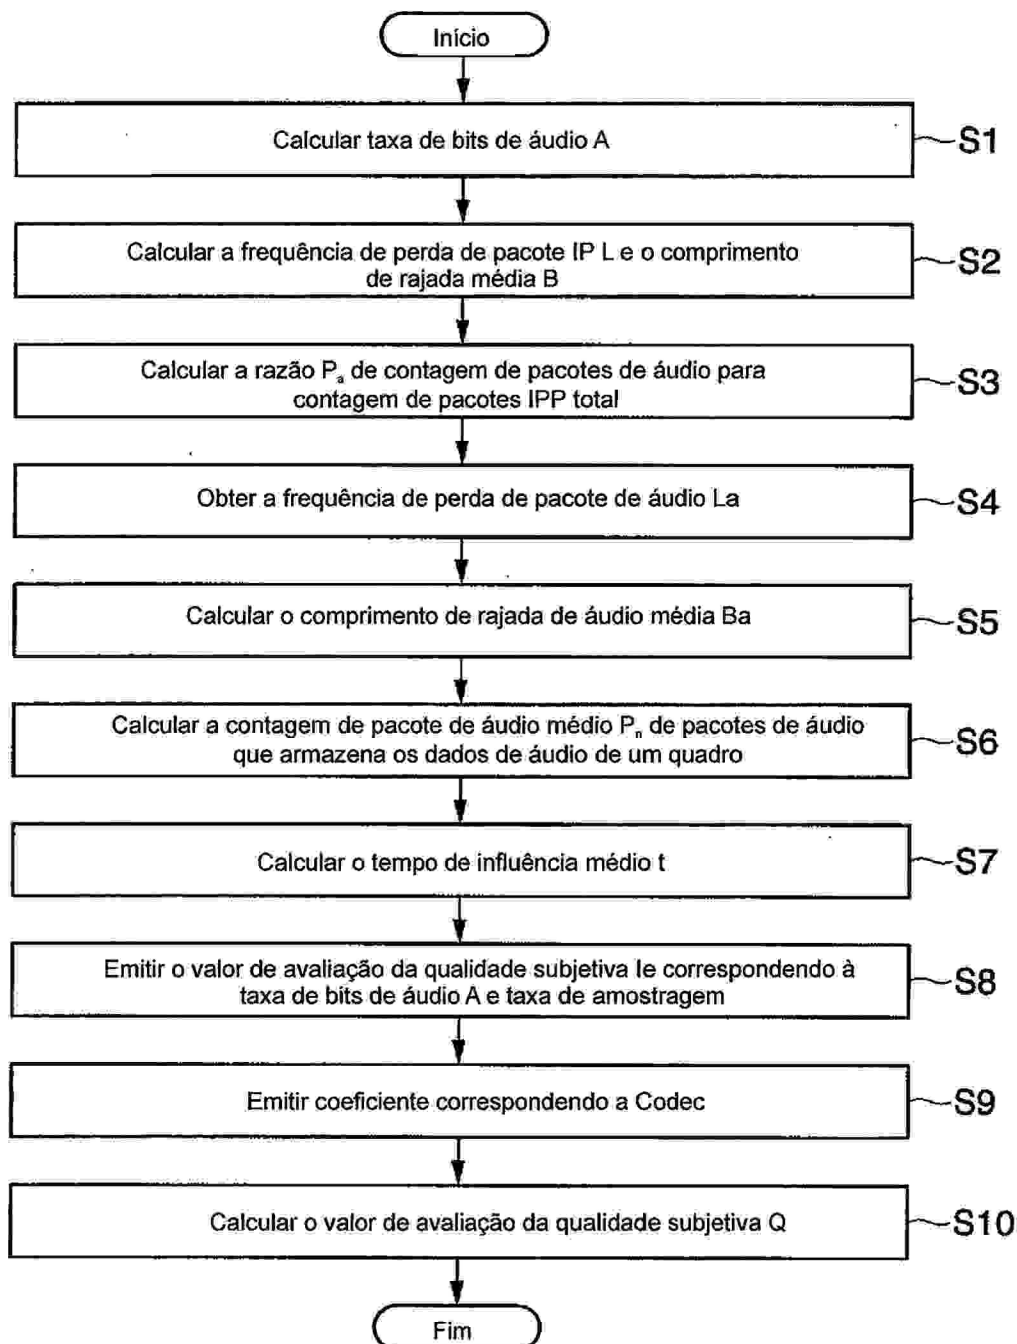 Início
Calcular taxa de bits de áudio A
S1
Calcular a frequência de perda de pacote IP L e o comprimento
de rajada média B
S2
Calcular a razão Pₐ de contagem de pacotes de áudio para
contagem de pacotes IPP total
S3
Obter a frequência de perda de pacote de áudio La
S4
Calcular o comprimento de rajada de áudio média Ba
S5
Calcular a contagem de pacote de áudio médio Pₙ de pacotes de áudio
que armazena os dados de áudio de um quadro
S6
Calcular o tempo de influência médio t
S7
Emitir o valor de avaliação da qualidade subjetiva Ie correspondendo à
taxa de bits de áudio A e taxa de amostragem
S8
Emitir coeficiente correspondendo a Codec
S9
Calcular o valor de avaliação da qualidade subjetiva Q
S10
Fim